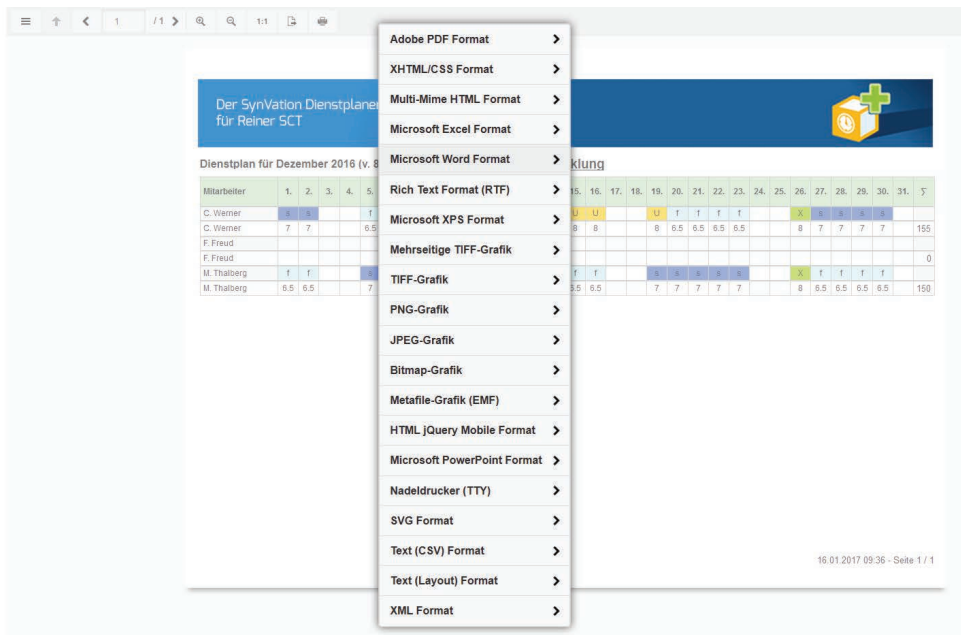 1 / 1 1:1
Der SynVation Dienstplaner
für Reiner SCT
Dienstplan für Dezember 2016 (v. 8 klung
Mitarbeiter 1. 2. 3. 4. 5. 15. 16. 17. 18. 19. 20. 21. 22. 23. 24. 25. 26. 27. 28. 29. 30. 31. ∑
C. Werner s s f U U U f f f f X s s s s
C. Werner 7 7 6.5 8 8 8 6.5 6.5 6.5 6.5 8 7 7 7 7 155
F. Freud
F. Freud 0
M. Thalberg f f s f f s s s s s X f f f f
M. Thalberg 6.5 6.5 7 6.5 6.5 7 7 7 7 7 8 6.5 6.5 6.5 6.5 150
16.01.2017 09:36 - Seite 1 / 1
Adobe PDF Format
XHTML/CSS Format
Multi-Mime HTML Format
Microsoft Excel Format
Microsoft Word Format
Rich Text Format (RTF)
Microsoft XPS Format
Mehrseitige TIFF-Grafik
TIFF-Grafik
PNG-Grafik
JPEG-Grafik
Bitmap-Grafik
Metafile-Grafik (EMF)
HTML jQuery Mobile Format
Microsoft PowerPoint Format
Nadeldrucker (TTY)
SVG Format
Text (CSV) Format
Text (Layout) Format
XML Format